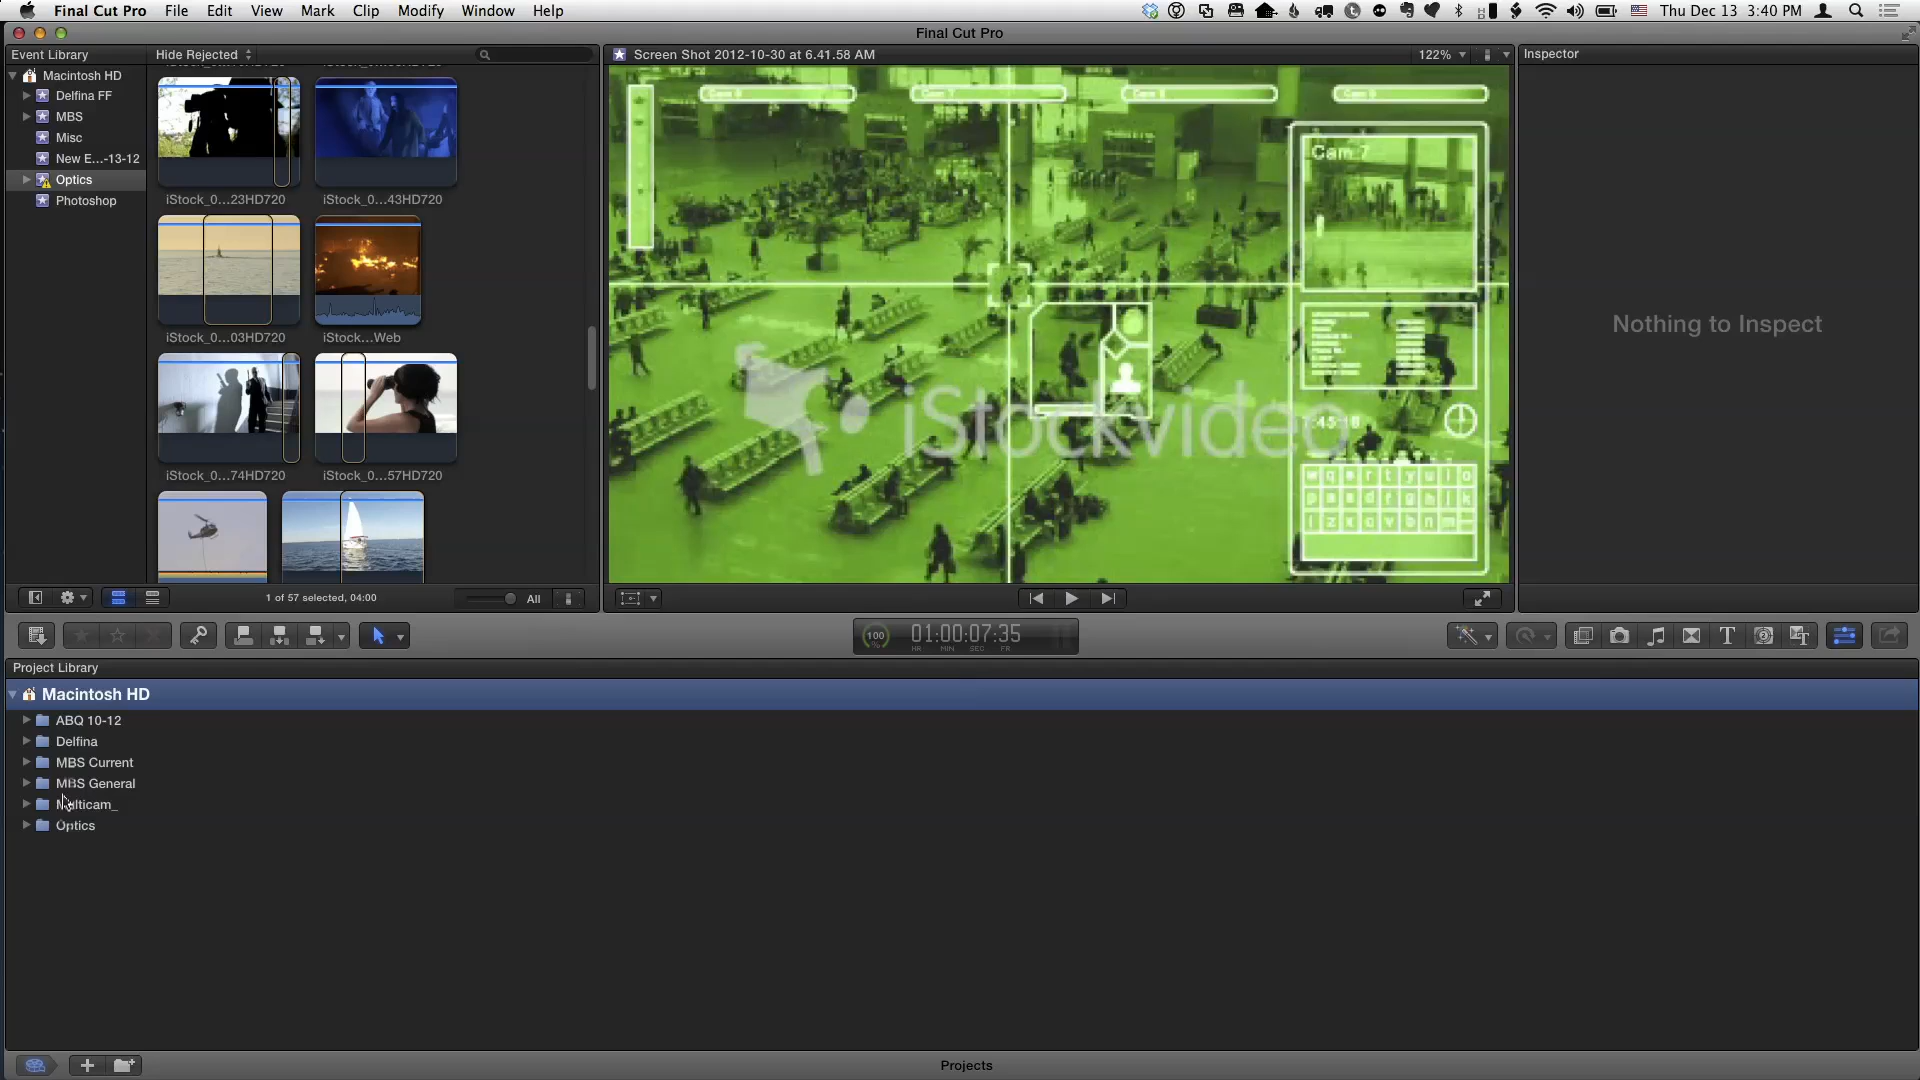 Final Cut Pro File Edit View Mark Clip Modify Window Help Thu Dec 13 3:40 PM
Final Cut Pro
Event Library Hide Rejected Screen Shot 2012-10-30 at 6.41.58 AM 122% Inspector
Macintosh HD
Delfina FF
MBS
Misc
New E...-13-12
Optics
Photoshop
iStock_0...23HD720 iStock_0...43HD720
iStock_0...03HD720 iStock...Web
iStock_0...74HD720 iStock_0...57HD720
Cam 7
iStockvideo
w q e r t y u i o
Nothing to Inspect
1 of 57 selected, 04:00 All
100 % 01:00:07:35
HR MIN SEC FR
Project Library
Macintosh HD
ABQ 10-12
Delfina
MBS Current
MBS General
Multicam_
Optics
Projects